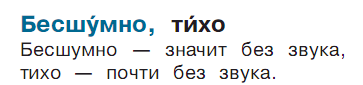 Бесшу́мно, ти́хо
Бесшумно — значит без звука,
тихо — почти без звука.